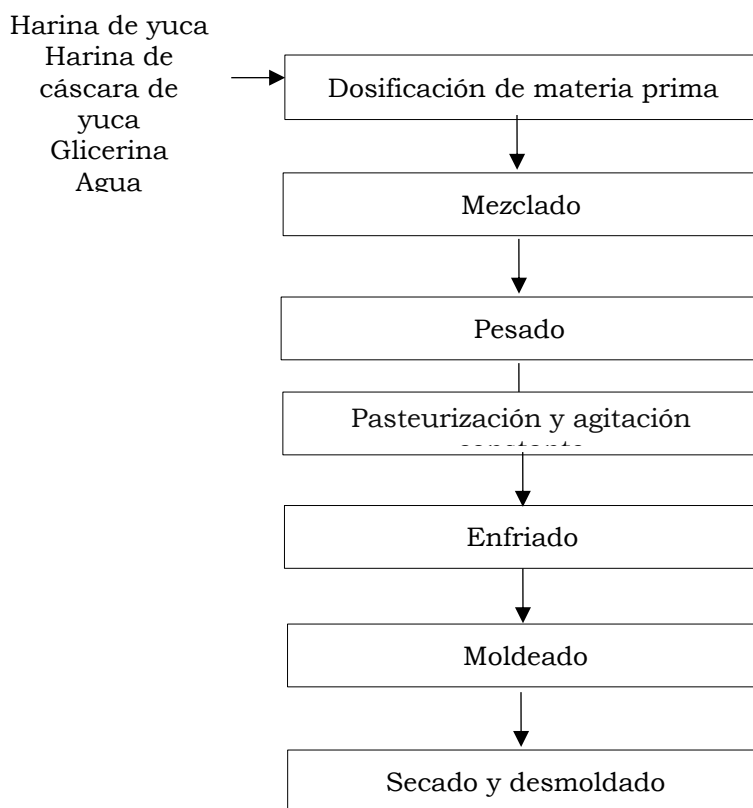 Harina de yuca
Harina de
cáscara de
yuca
Glicerina
Agua
Dosificación de materia prima
Mezclado
Pesado
Pasteurización y agitación
Enfriado
Moldeado
Secado y desmoldado